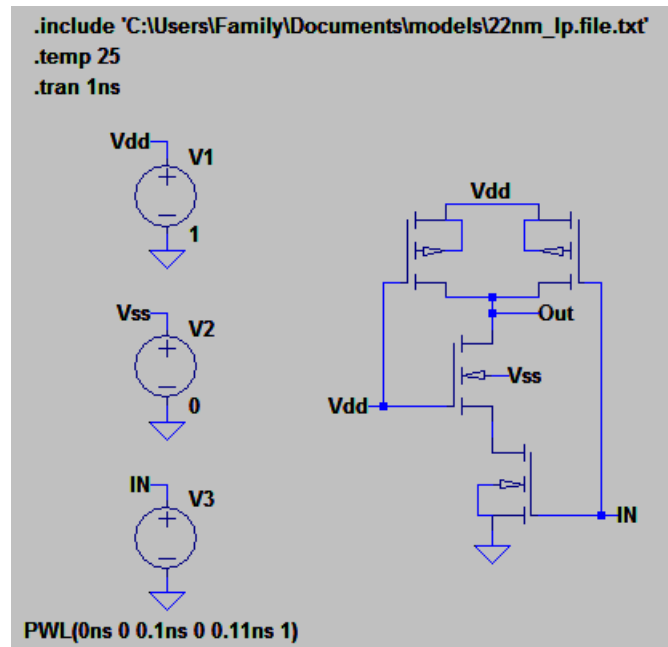 .include 'C:\Users\Family\Documents\models\22nm_lp.file.txt'
.temp 25
.tran 1ns
Vdd
V1
1
Vss
V2
0
IN
V3
PWL(0ns 0 0.1ns 0 0.11ns 1)
Vdd
Out
Vss
Vdd
IN